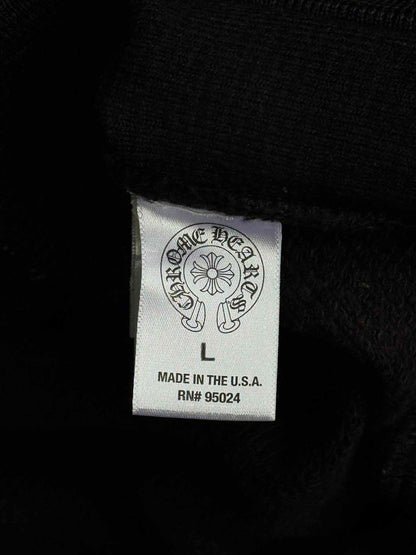 CHROME HEARTS
L
MADE IN THE U.S.A.
RN# 95024